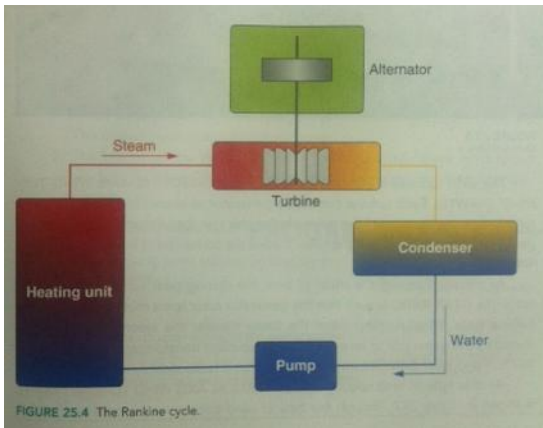 Alternator
Steam
Turbine
Condenser
Heating unit
Water
Pump
FIGURE 25.4 The Rankine cycle.